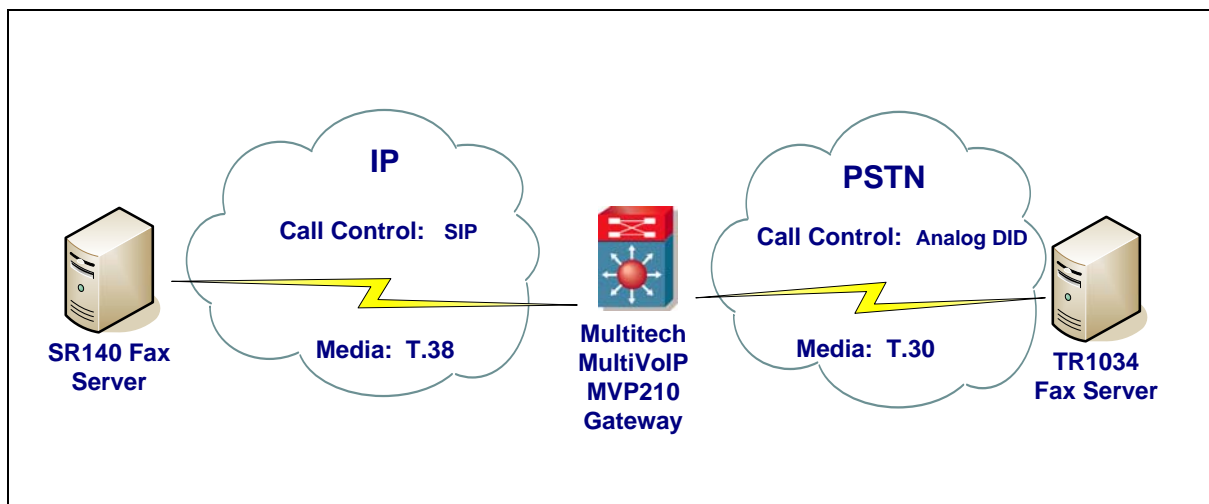 IP
Call Control: SIP
Media: T.38
SR140 Fax
Server
Multitech
MultiVoIP
MVP210
Gateway
PSTN
Call Control: Analog DID
Media: T.30
TR1034
Fax Server